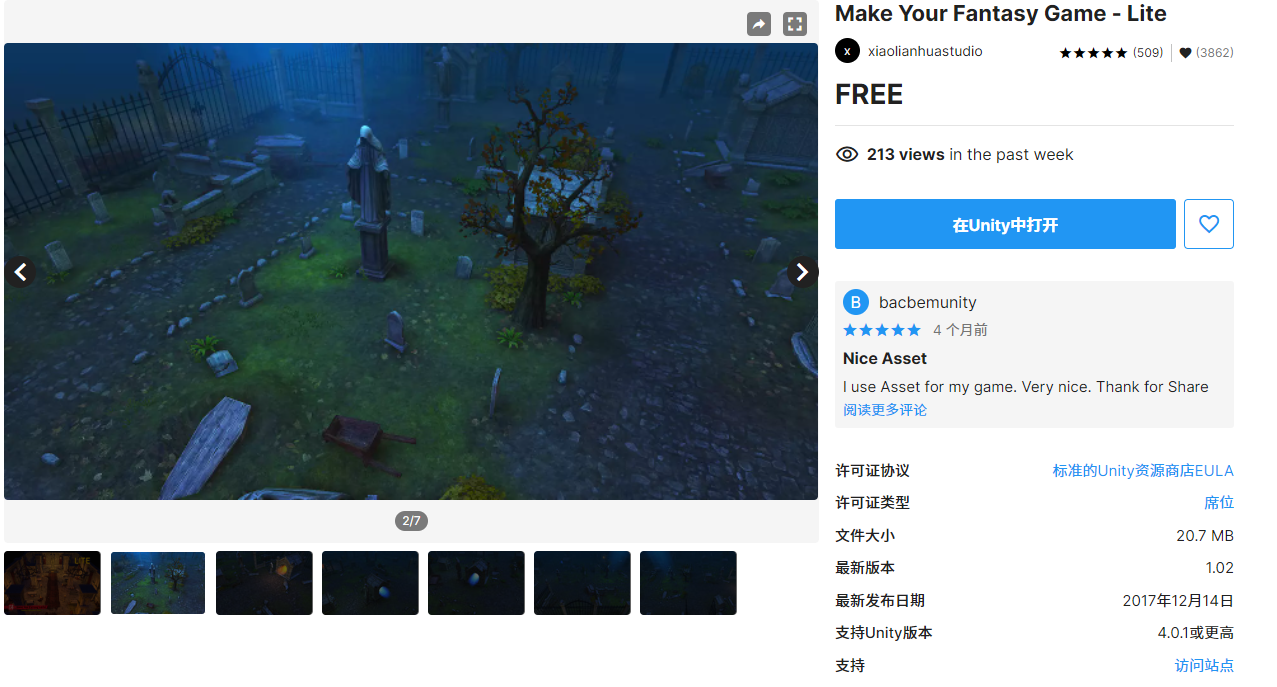 Make Your Fantasy Game - Lite
x xiaolianhuastudio
(509) (3862)
FREE
213 views in the past week
在Unity中打开
B bacbemunity
4 个月前
Nice Asset
I use Asset for my game. Very nice. Thank for Share
阅读更多评论
2/7
许可证协议 标准的Unity资源商店EULA
许可证类型 席位
文件大小 20.7 MB
最新版本 1.02
最新发布日期 2017年12月14日
支持Unity版本 4.0.1或更高
支持 访问站点